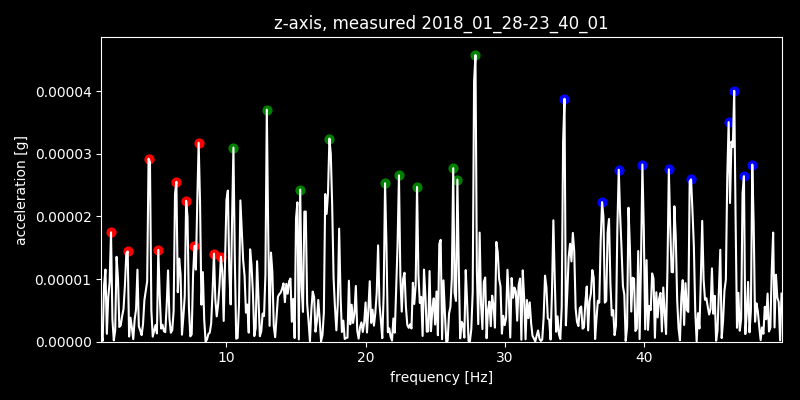 z-axis, measured 2018_01_28-23_40_01
acceleration [g]
0.00004
0.00003
0.00002
0.00001
0.00000
10 20 30 40
frequency [Hz]